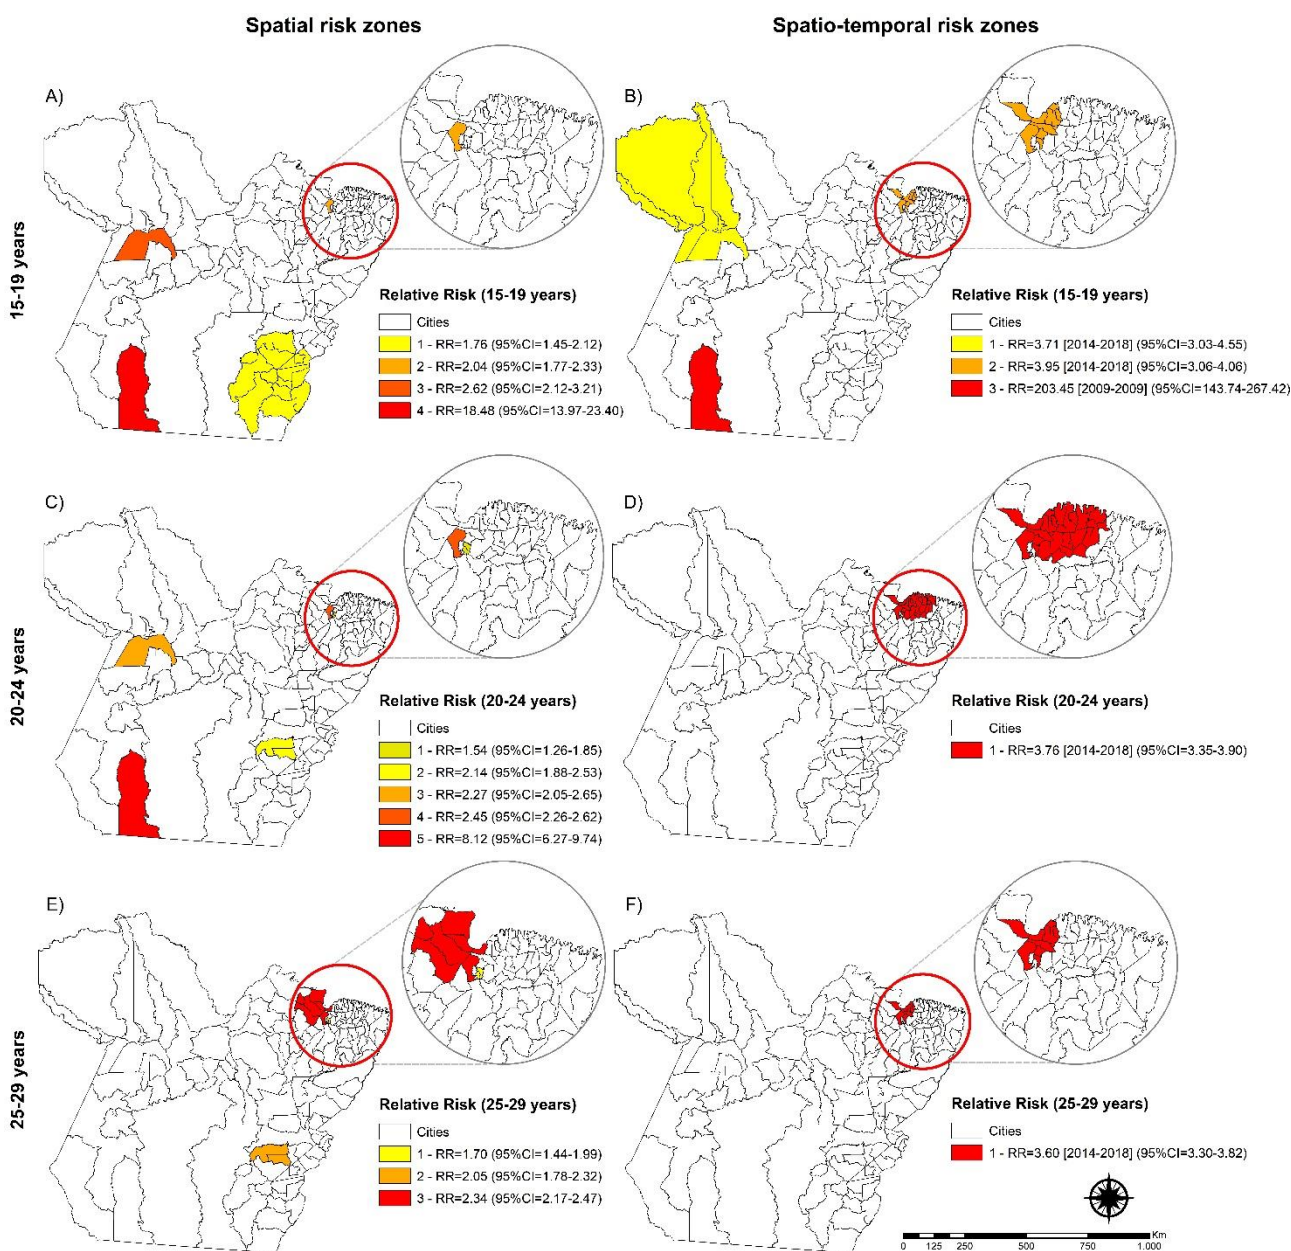 Spatial risk zones
Spatio-temporal risk zones
15-19 years
A)
Relative Risk (15-19 years)
Cities
1 - RR=1.76 (95%CI=1.45-2.12)
2 - RR=2.04 (95%CI=1.77-2.33)
3 - RR=2.62 (95%CI=2.12-3.21)
4 - RR=18.48 (95%CI=13.97-23.40)
B)
Relative Risk (15-19 years)
Cities
1 - RR=3.71 [2014-2018] (95%CI=3.03-4.55)
2 - RR=3.95 [2014-2018] (95%CI=3.06-4.06)
3 - RR=203.45 [2009-2009] (95%CI=143.74-267.42)
20-24 years
C)
Relative Risk (20-24 years)
Cities
1 - RR=1.54 (95%CI=1.26-1.85)
2 - RR=2.14 (95%CI=1.88-2.53)
3 - RR=2.27 (95%CI=2.05-2.65)
4 - RR=2.45 (95%CI=2.26-2.62)
5 - RR=8.12 (95%CI=6.27-9.74)
D)
Relative Risk (20-24 years)
Cities
1 - RR=3.76 [2014-2018] (95%CI=3.35-3.90)
25-29 years
E)
Relative Risk (25-29 years)
Cities
1 - RR=1.70 (95%CI=1.44-1.99)
2 - RR=2.05 (95%CI=1.78-2.32)
3 - RR=2.34 (95%CI=2.17-2.47)
F)
Relative Risk (25-29 years)
Cities
1 - RR=3.60 [2014-2018] (95%CI=3.30-3.82)
Km
0 125 250 500 750 1.000